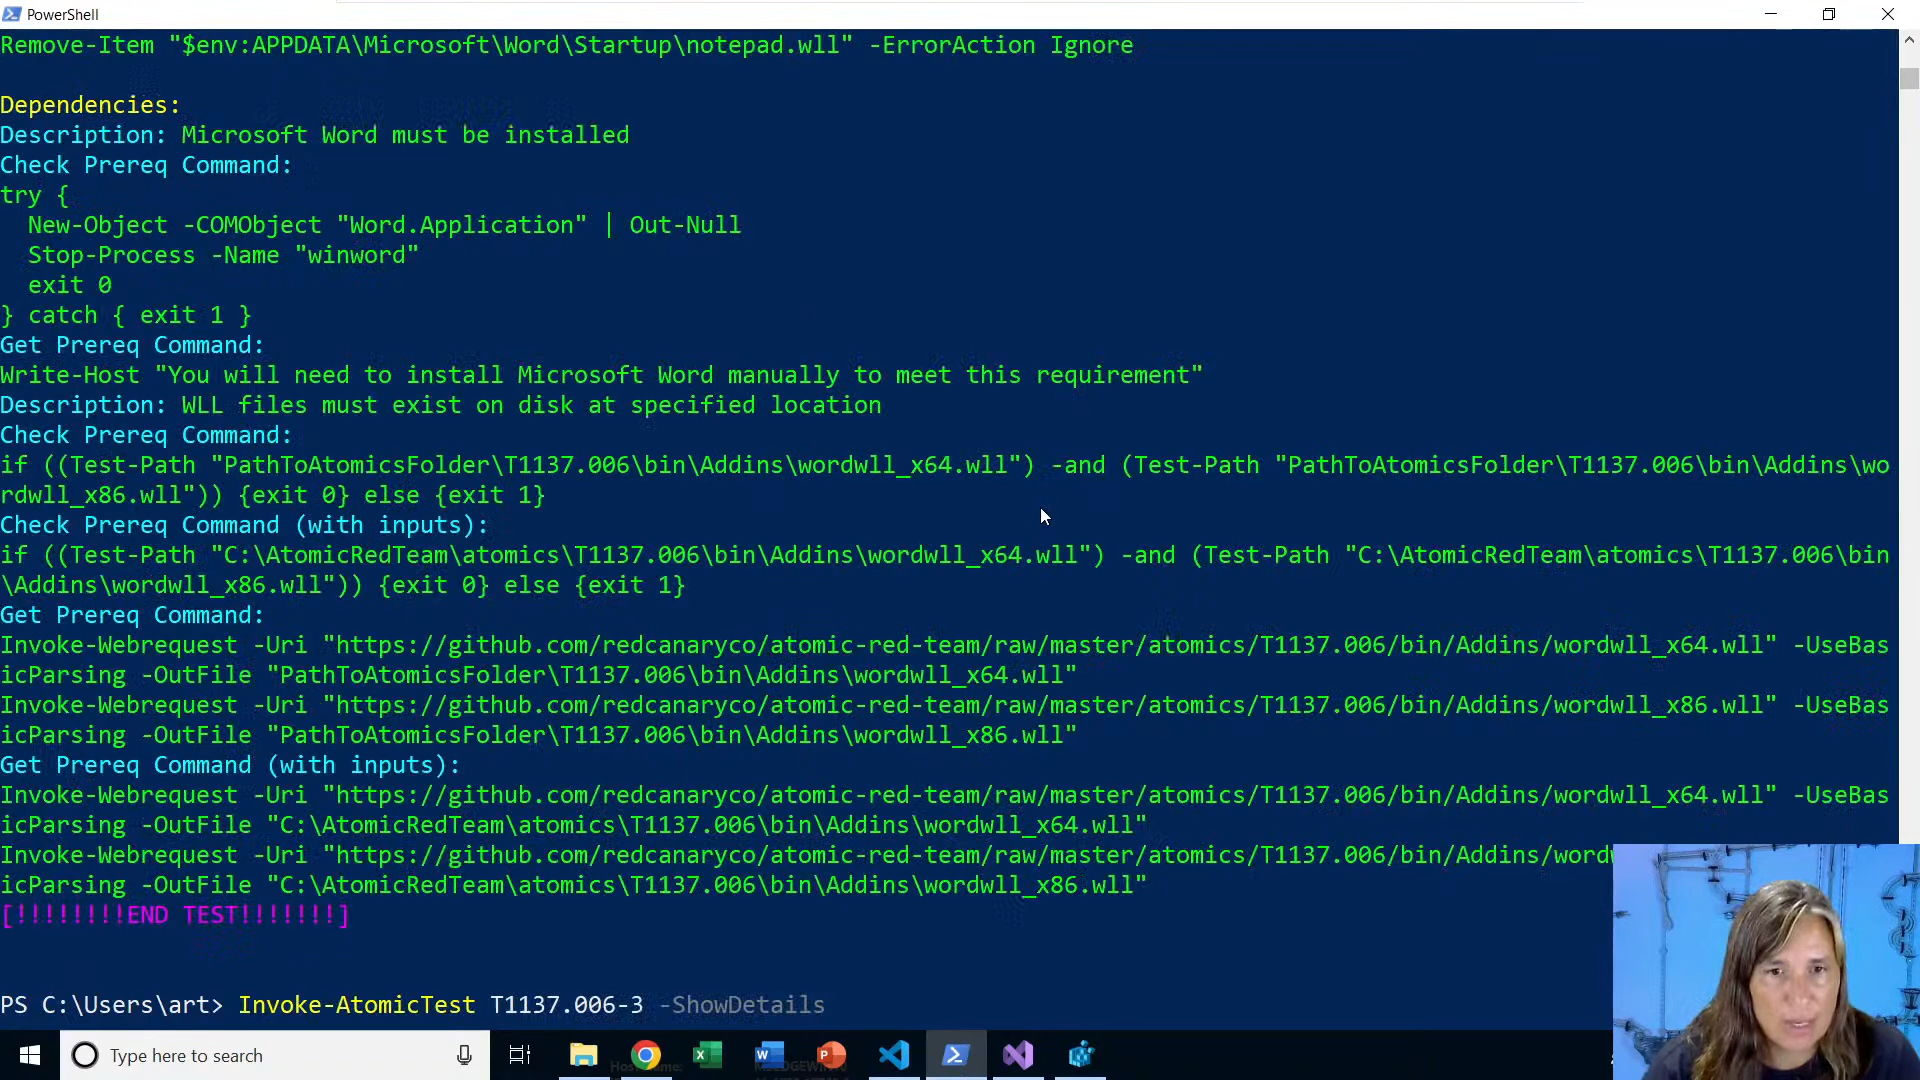 PowerShell
Remove-Item "$env:APPDATA\Microsoft\Word\Startup\notepad.wll" -ErrorAction Ignore
Dependencies:
Description: Microsoft Word must be installed
Check Prereq Command:
try {
  New-Object -COMObject "Word.Application" | Out-Null
  Stop-Process -Name "winword"
  exit 0
} catch { exit 1 }
Get Prereq Command:
Write-Host "You will need to install Microsoft Word manually to meet this requirement"
Description: WLL files must exist on disk at specified location
Check Prereq Command:
if ((Test-Path "PathToAtomicsFolder\T1137.006\bin\Addins\wordwll_x64.wll") -and (Test-Path "PathToAtomicsFolder\T1137.006\bin\Addins\wo
rdwll_x86.wll")) {exit 0} else {exit 1}
Check Prereq Command (with inputs):
if ((Test-Path "C:\AtomicRedTeam\atomics\T1137.006\bin\Addins\wordwll_x64.wll") -and (Test-Path "C:\AtomicRedTeam\atomics\T1137.006\bin
\Addins\wordwll_x86.wll")) {exit 0} else {exit 1}
Get Prereq Command:
Invoke-Webrequest -Uri "https://github.com/redcanaryco/atomic-red-team/raw/master/atomics/T1137.006/bin/Addins/wordwll_x64.wll" -UseBas
icParsing -OutFile "PathToAtomicsFolder\T1137.006\bin\Addins\wordwll_x64.wll"
Invoke-Webrequest -Uri "https://github.com/redcanaryco/atomic-red-team/raw/master/atomics/T1137.006/bin/Addins/wordwll_x86.wll" -UseBas
icParsing -OutFile "PathToAtomicsFolder\T1137.006\bin\Addins\wordwll_x86.wll"
Get Prereq Command (with inputs):
Invoke-Webrequest -Uri "https://github.com/redcanaryco/atomic-red-team/raw/master/atomics/T1137.006/bin/Addins/wordwll_x64.wll" -UseBas
icParsing -OutFile "C:\AtomicRedTeam\atomics\T1137.006\bin\Addins\wordwll_x64.wll"
Invoke-Webrequest -Uri "https://github.com/redcanaryco/atomic-red-team/raw/master/atomics/T1137.006/bin/Addins/word
icParsing -OutFile "C:\AtomicRedTeam\atomics\T1137.006\bin\Addins\wordwll_x86.wll"
[!!!!!!!!END TEST!!!!!!!]
PS C:\Users\art> Invoke-AtomicTest T1137.006-3 -ShowDetails
Type here to search